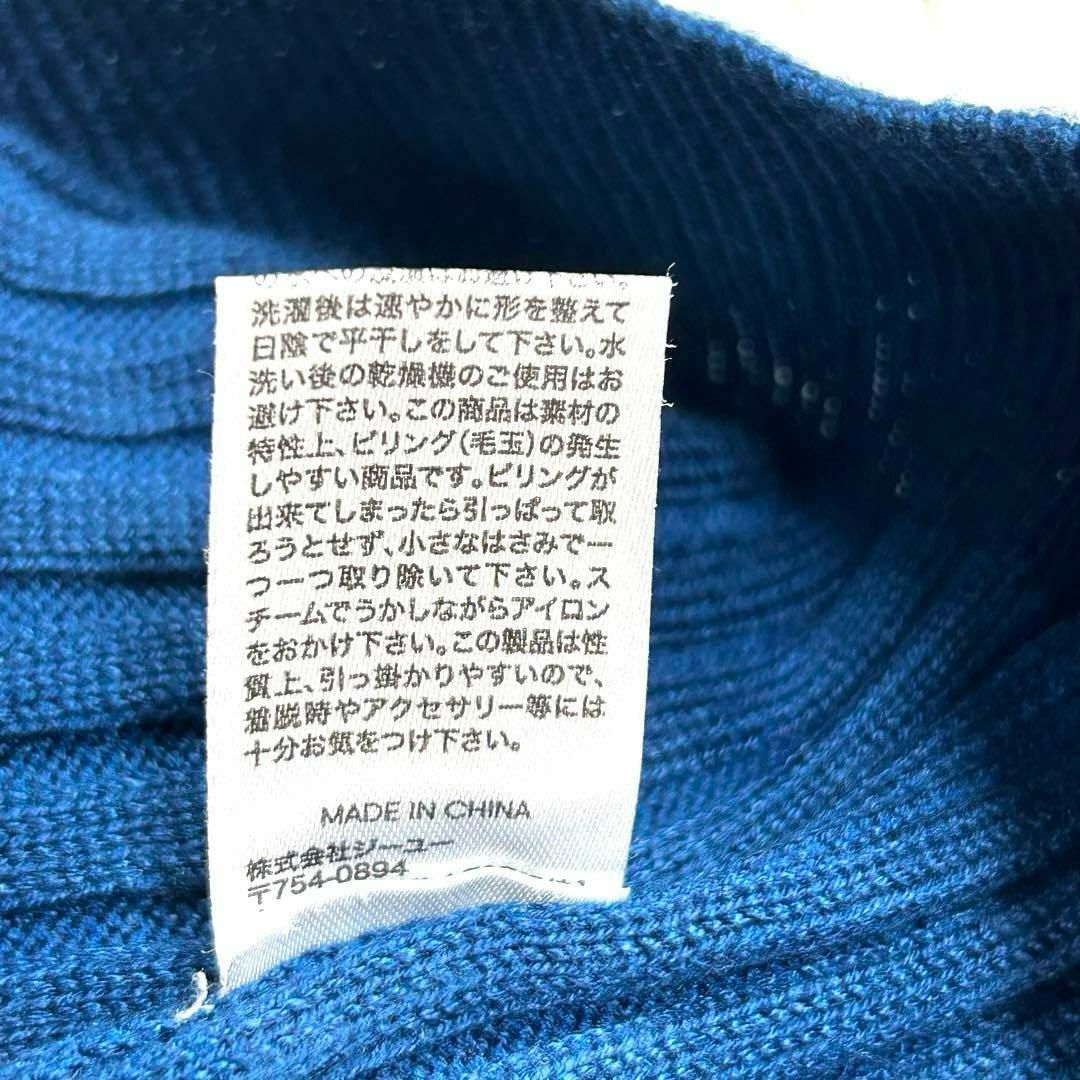 洗濯後は速やかに形を整えて
日陰で平干しをして下さい。水
洗い後の乾燥機のご使用はお
避け下さい。この商品は素材の
特性上、ピリング(毛玉)の発生
しやすい商品です。ピリングが
出来てしまったら引っぱって取
ろうとせず、小さなはさみで一
つ一つ取り除いて下さい。ス
チームでうかしながらアイロン
をおかけ下さい。この製品は性
質上、引っ掛かりやすいので、
着脱時やアクセサリー等には
十分お気をつけ下さい。
MADE IN CHINA
株式会社ジーユー
〒754-0894